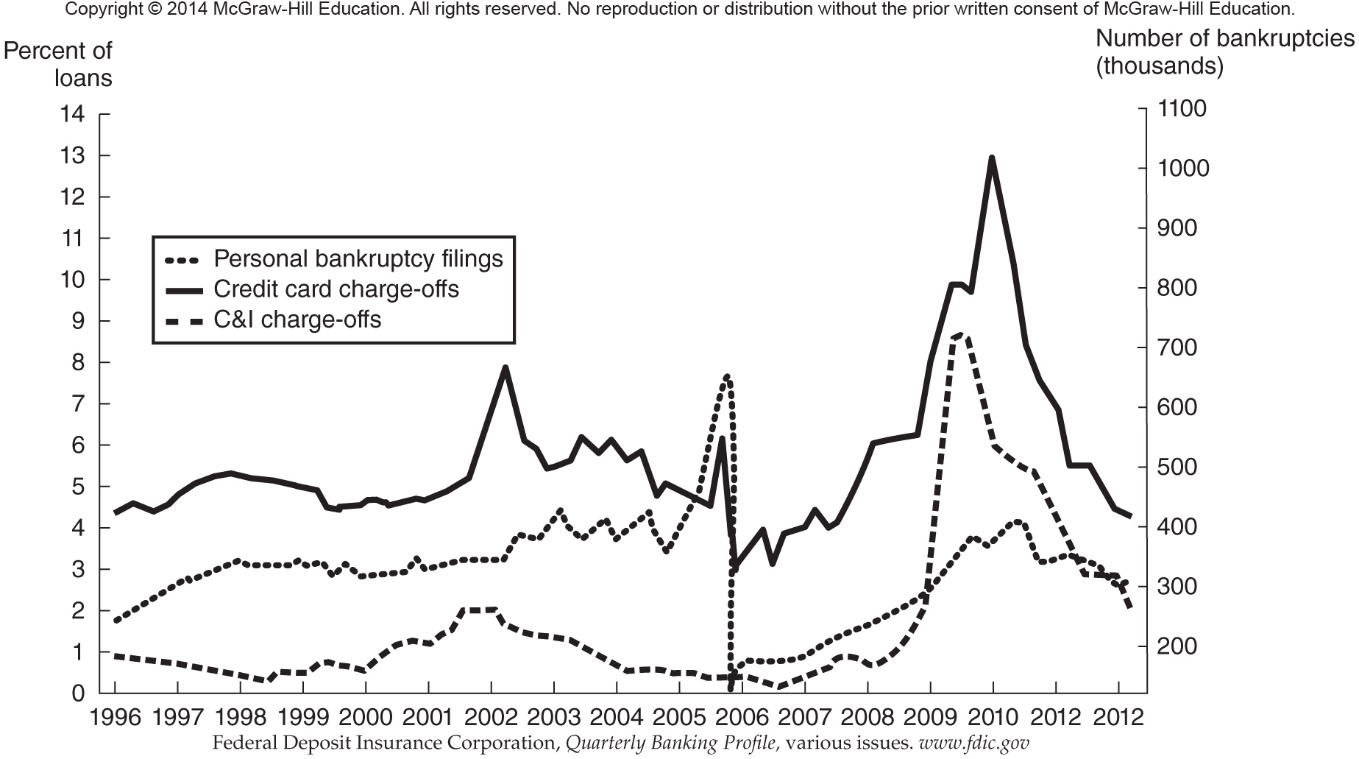 Copyright © 2014 McGraw-Hill Education. All rights reserved. No reproduction or distribution without the prior written consent of McGraw-Hill Education.
Percent of
loans
Number of bankruptcies
(thousands)
14
13
12
11
10
9
8
7
6
5
4
3
2
1
0
1100
1000
900
800
700
600
500
400
300
200
Personal bankruptcy filings
Credit card charge-offs
C&I charge-offs
1996 1997 1998 1999 2000 2001 2002 2003 2004 2005 2006 2007 2008 2009 2010 2012 2012
Federal Deposit Insurance Corporation, Quarterly Banking Profile, various issues. www.fdic.gov